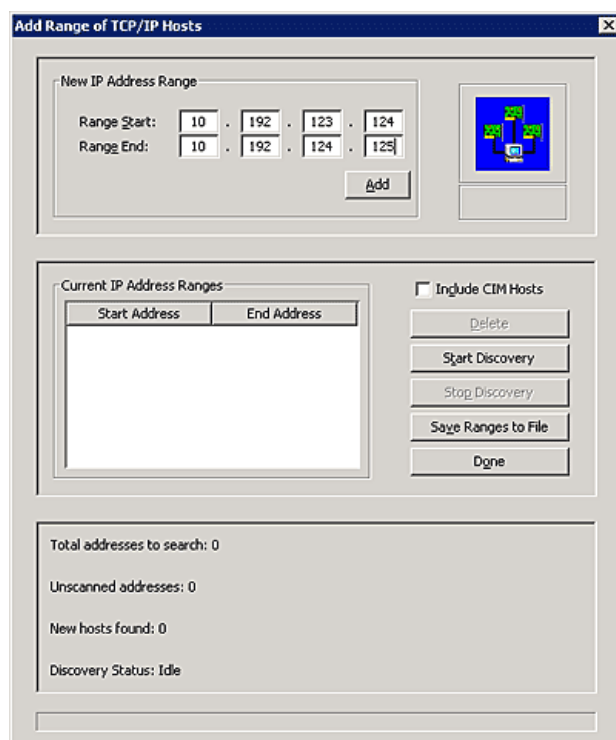 Add Range of TCP/IP Hosts
New IP Address Range
Range Start: 10 . 192 . 123 . 124
Range End: 10 . 192 . 124 . 125
Add
Current IP Address Ranges
Start Address End Address
Include CIM Hosts
Delete
Start Discovery
Stop Discovery
Save Ranges to File
Done
Total addresses to search: 0
Unscanned addresses: 0
New hosts found: 0
Discovery Status: Idle